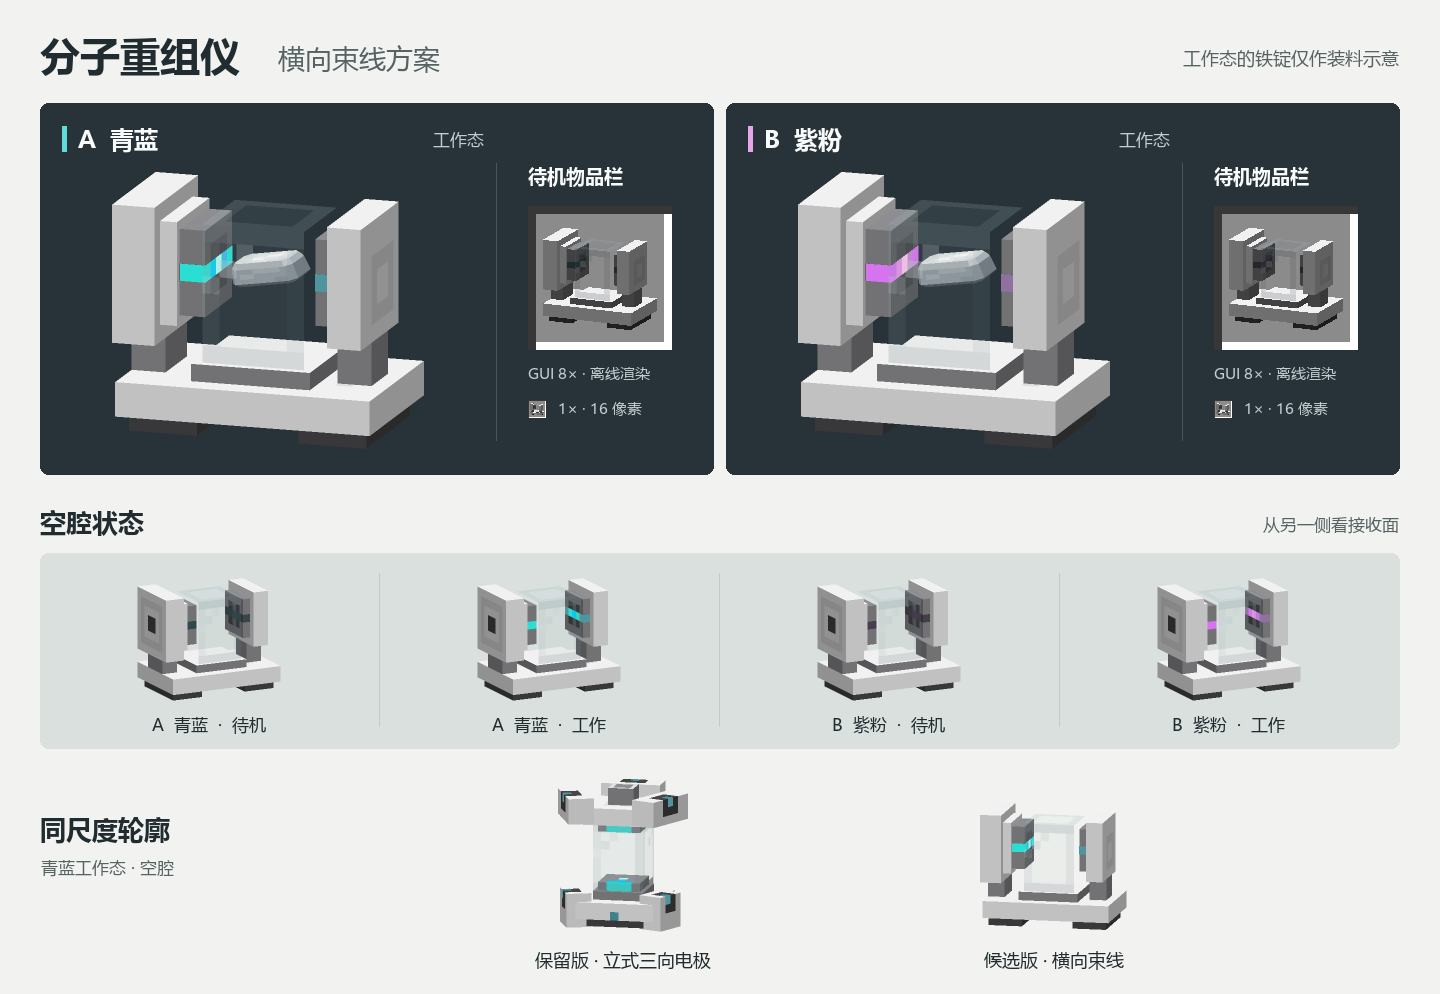 分子重组仪 横向束线方案
工作态的铁锭仅作装料示意
A 青蓝
工作态
待机物品栏
GUI 8× · 离线渲染
1× · 16 像素
B 紫粉
工作态
待机物品栏
GUI 8× · 离线渲染
1× · 16 像素
空腔状态
从另一侧看接收面
A 青蓝 · 待机
A 青蓝 · 工作
B 紫粉 · 待机
B 紫粉 · 工作
同尺度轮廓
青蓝工作态 · 空腔
保留版 · 立式三向电极
候选版 · 横向束线